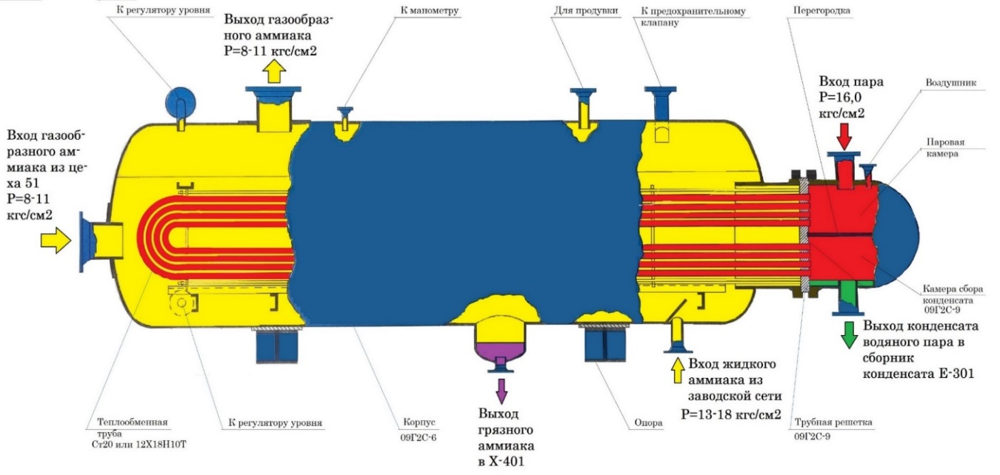 К регулятору уровня
Выход газообраз-
ного аммиака
Р=8-11 кгс/см2
К манометру
Для продувки
К предохранительному
клапану
Перегородка
Вход пара
Р=16,0
кгс/см2
Воздушник
Паровая
камера
Вход газооб-
разного ам-
миака из це-
ха 51
Р=8-11
кгс/см2
Камера сбора
конденсата
09Г2С-9
Выход конденсата
водяного пара в
сборник
конденсата Е-301
Вход жидкого
аммиака из
заводской сети
Р=13-18 кгс/см2
Выход
грязного
аммиака
в Х-401
Теплообменная
труба
Ст20 или 12Х18Н10Т
К регулятору уровня
Корпус
09Г2С-6
Опора
Трубная решетка
09Г2С-9